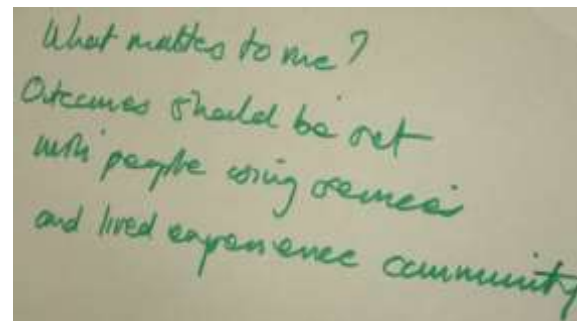 What matters to me?
Outcomes should be set
with people using services
and lived experience community